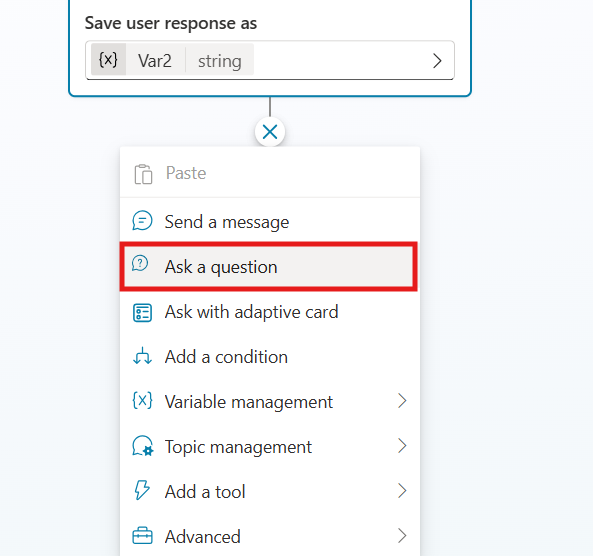 Save user response as
{x} Var2 string
Paste
Send a message
Ask a question
Ask with adaptive card
Add a condition
{x} Variable management
Topic management
Add a tool
Advanced